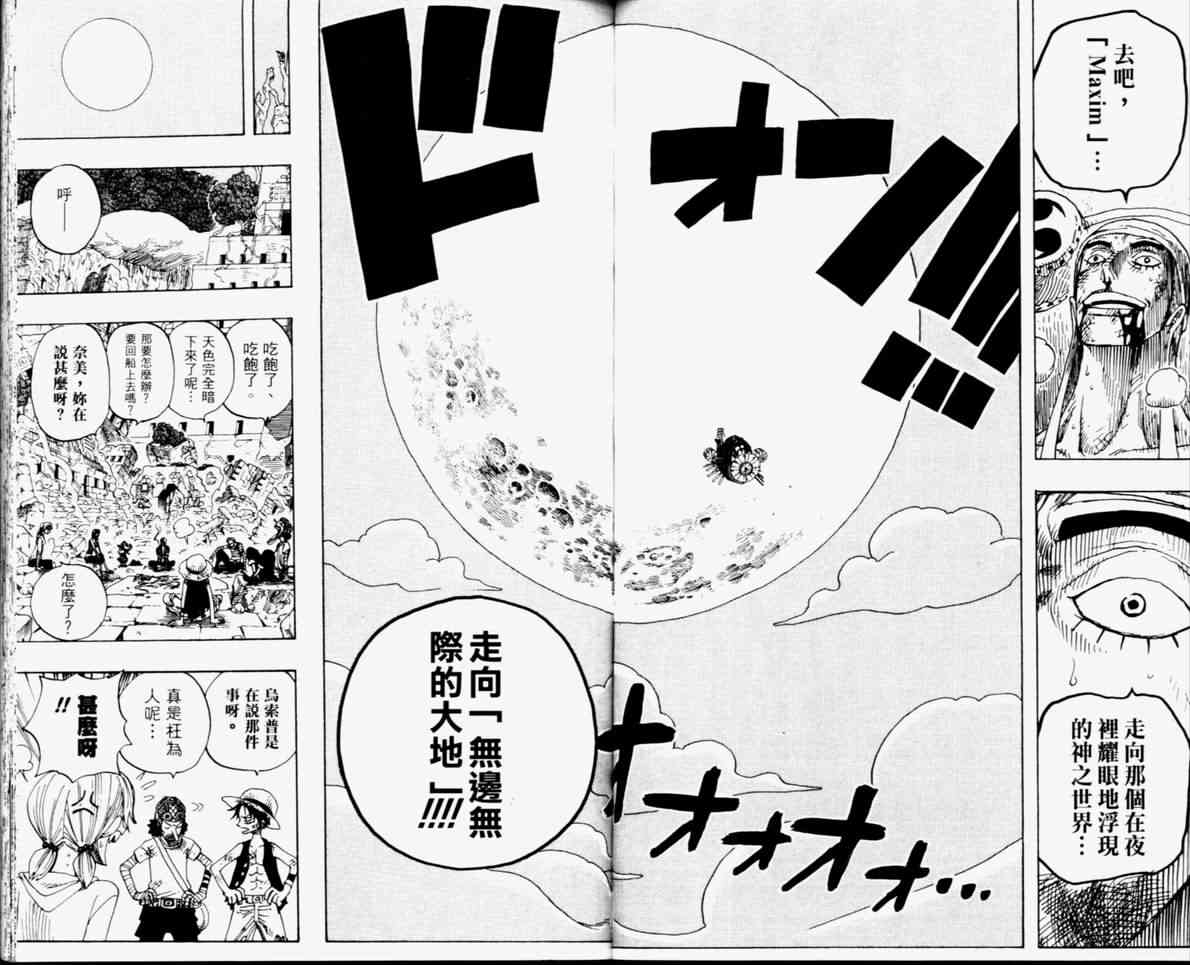 去吧，
「Maxim」…
走向那個在夜
裡耀眼地浮現
的神之世界…
ドオン!!!!
走向「無邊無
際的大地」!!!!
オオオオオ…
呼——
吃飽了、
吃飽了。
天色完全暗
下來了呢…
那要怎麼辦？
要回船上去嗎？
奈美，妳在
說甚麼呀？
怎麼了？
烏索普是
在說那件
事呀。
真是枉為
人呢…
甚麼呀
!!